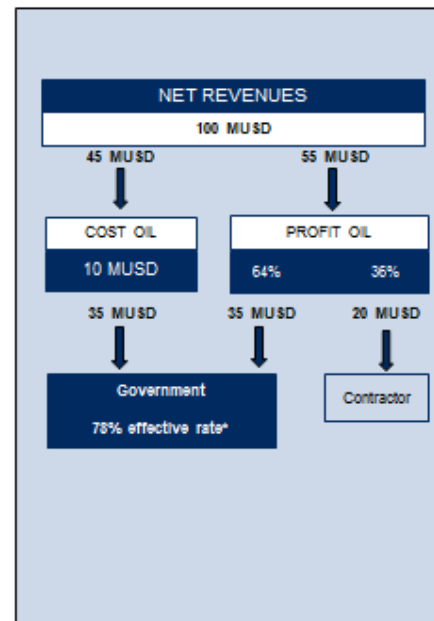 NET REVENUES
100 MUSD
45 MUSD 55 MUSD
COST OIL PROFIT OIL
10 MUSD 64% 36%
35 MUSD 35 MUSD 20 MUSD
Government
Contractor
78% effective rate*